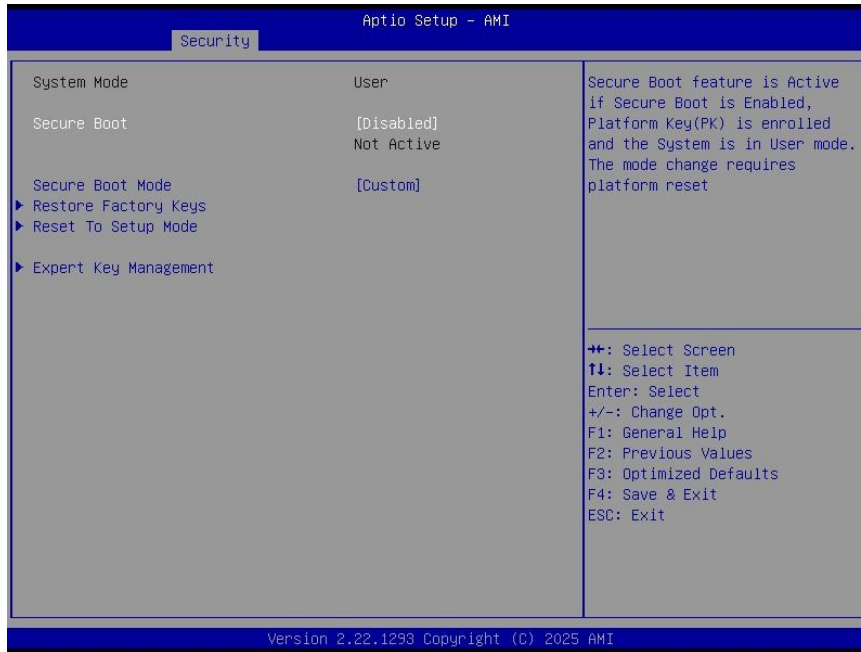 Aptio Setup – AMI
Security
System Mode User
Secure Boot [Disabled]
Not Active
Secure Boot Mode [Custom]
Restore Factory Keys
Reset To Setup Mode
Expert Key Management
Secure Boot feature is Active
if Secure Boot is Enabled,
Platform Key(PK) is enrolled
and the System is in User mode.
The mode change requires
platform reset
→←: Select Screen
↑↓: Select Item
Enter: Select
+/-: Change Opt.
F1: General Help
F2: Previous Values
F3: Optimized Defaults
F4: Save & Exit
ESC: Exit
Version 2.22.1293 Copyright (C) 2025 AMI